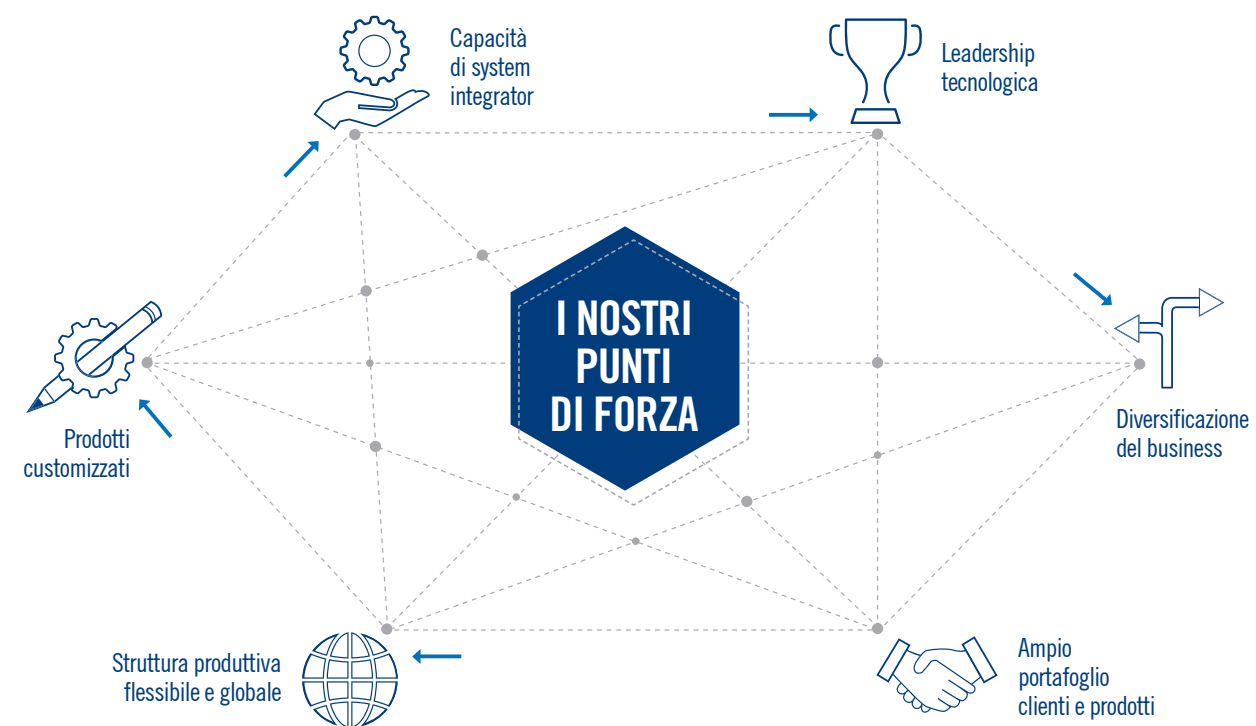 Capacità
di system
integrator
Leadership
tecnologica
I NOSTRI
PUNTI
DI FORZA
Prodotti
customizzati
Diversificazione
del business
Struttura produttiva
flessibile e globale
Ampio
portafoglio
clienti e prodotti